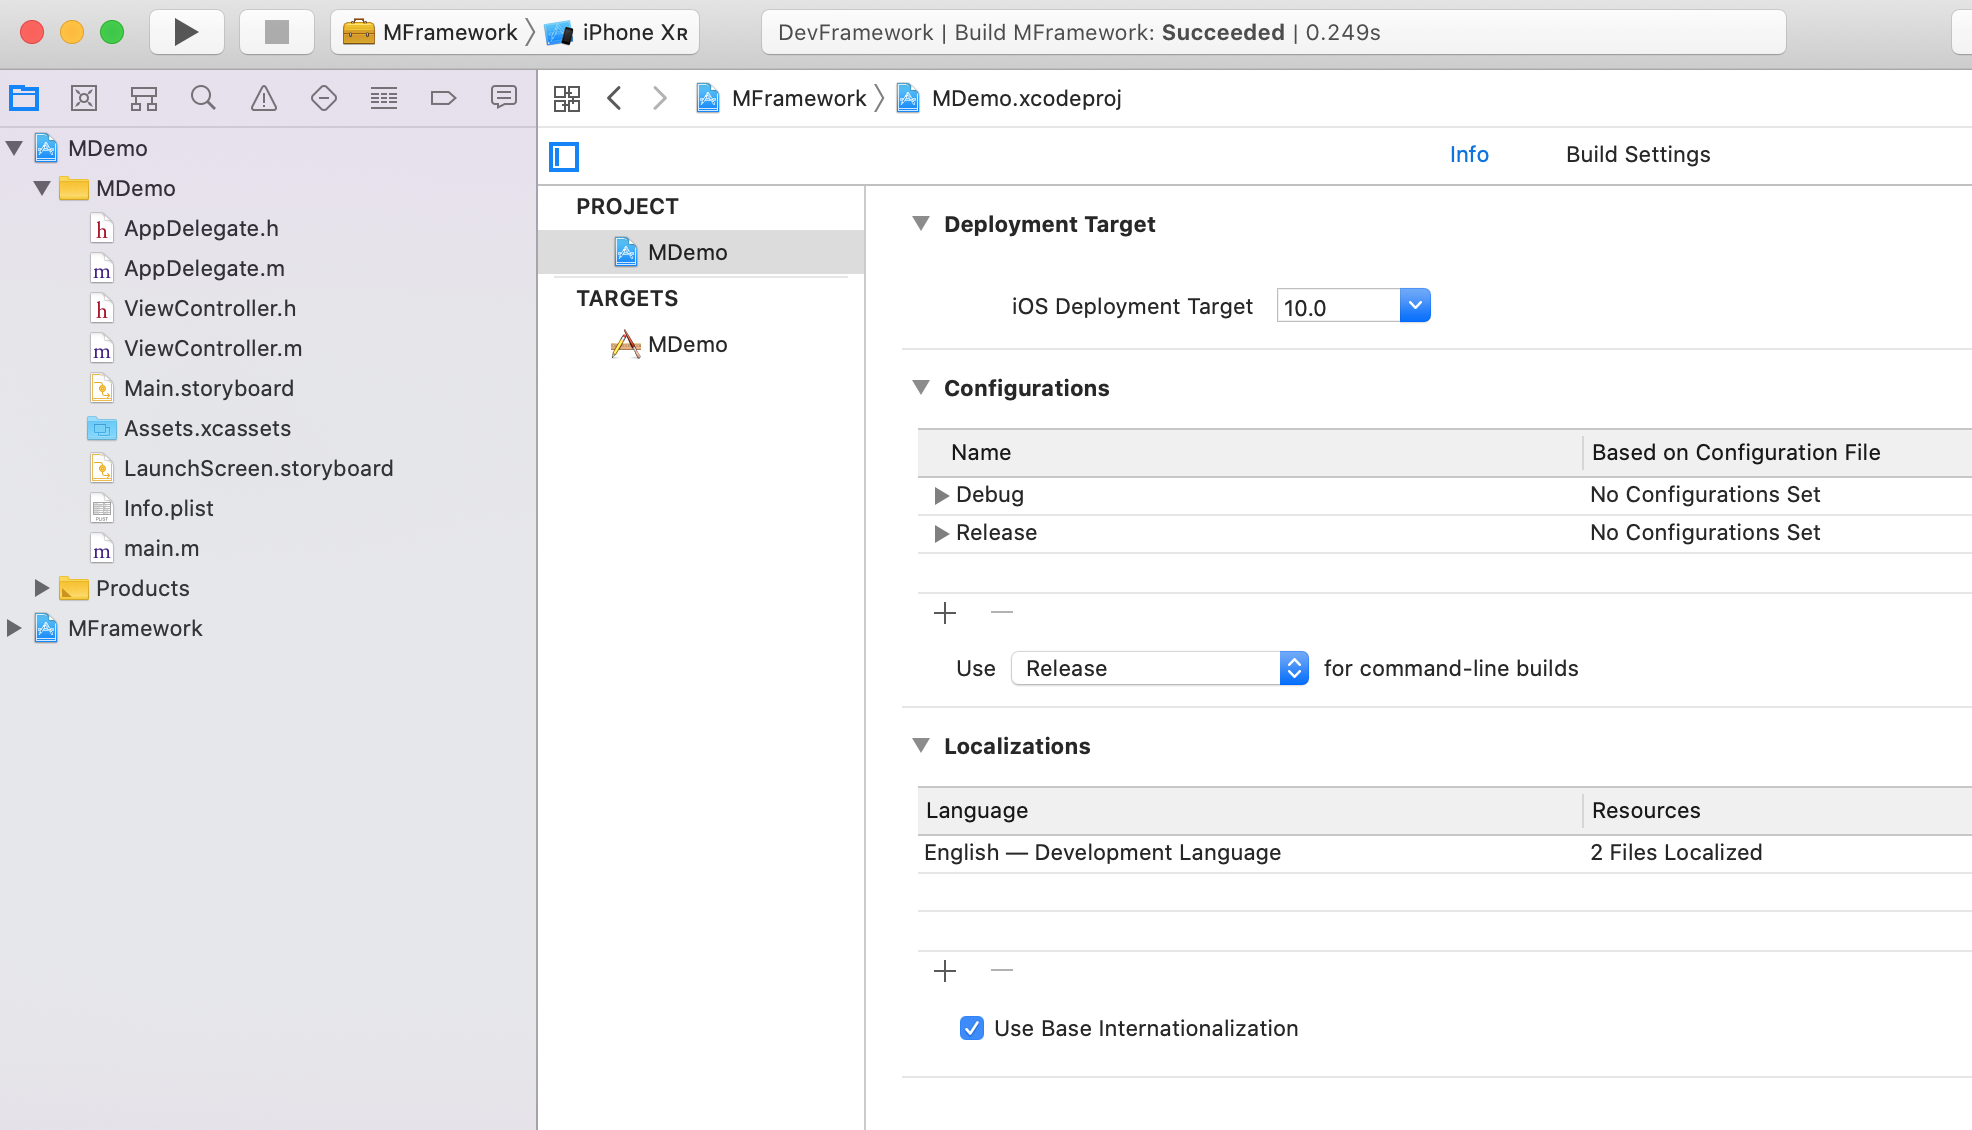 MFramework iPhone XR DevFramework | Build MFramework: Succeeded | 0.249s
MFramework MDemo.xcodeproj
Info Build Settings
MDemo
MDemo
h AppDelegate.h
m AppDelegate.m
h ViewController.h
m ViewController.m
Main.storyboard
Assets.xcassets
LaunchScreen.storyboard
PLIST Info.plist
m main.m
Products
MFramework
PROJECT
MDemo
TARGETS
MDemo
Deployment Target
iOS Deployment Target 10.0
Configurations
Name Based on Configuration File
Debug No Configurations Set
Release No Configurations Set
Use Release for command-line builds
Localizations
Language Resources
English — Development Language 2 Files Localized
Use Base Internationalization